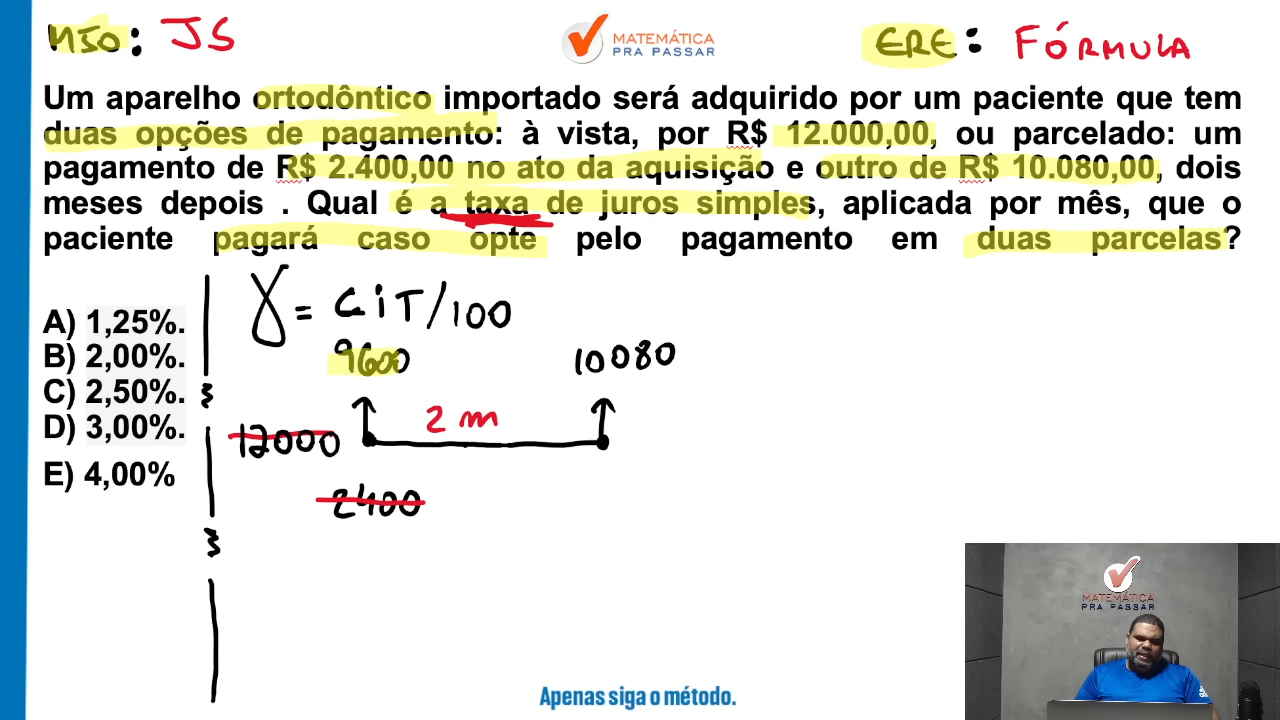 MJO: JS
MATEMÁTICA
PRA PASSAR
ERE: FÓRMULA
Um aparelho ortodôntico importado será adquirido por um paciente que tem
duas opções de pagamento: à vista, por R$ 12.000,00, ou parcelado: um
pagamento de R$ 2.400,00 no ato da aquisição e outro de R$ 10.080,00, dois
meses depois . Qual é a taxa de juros simples, aplicada por mês, que o
paciente pagará caso opte pelo pagamento em duas parcelas?
A) 1,25%.
B) 2,00%.
C) 2,50%.
D) 3,00%.
E) 4,00%
J = CiT/100
9600
10080
2 m
12000
2400
MATEMÁTICA
PRA PASSAR
Apenas siga o método.